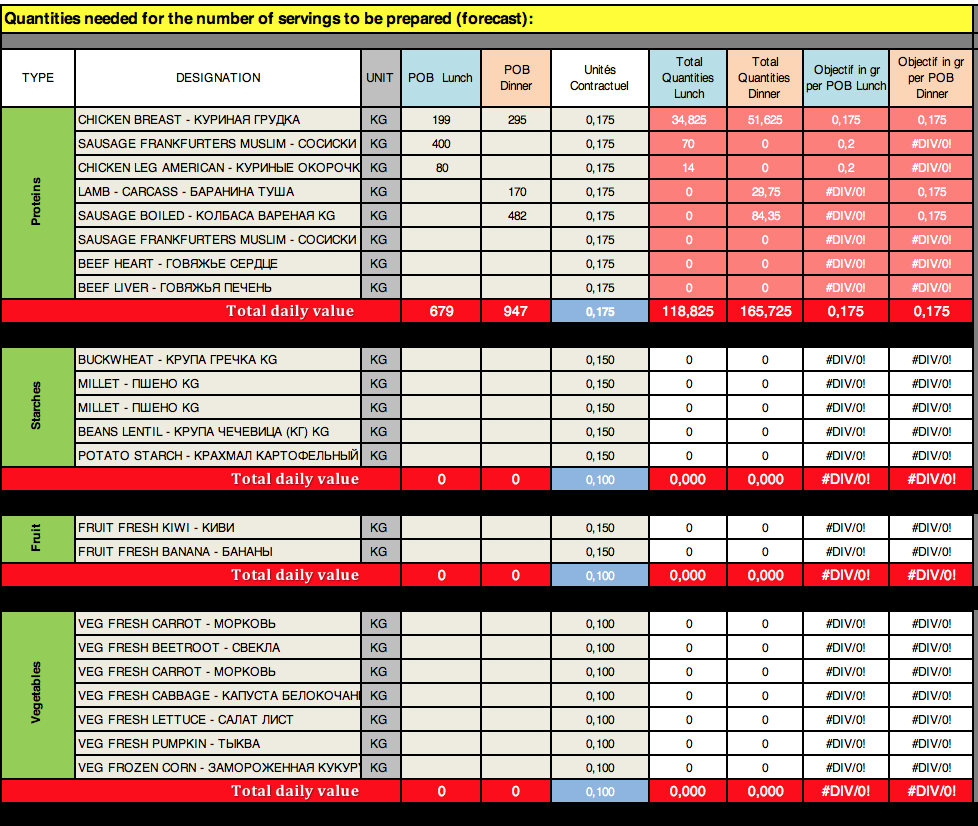 Quantities needed for the number of servings to be prepared (forecast):
TYPE DESIGNATION UNIT POB Lunch POB Dinner Unités Contractuel Total Quantities Lunch Total Quantities Dinner Objectif in gr per POB Lunch Objectif in gr per POB Dinner
Proteins
CHICKEN BREAST - КУРИНАЯ ГРУДКА KG 199 295 0,175 34,825 51,625 0,175 0,175
SAUSAGE FRANKFURTERS MUSLIM - СОСИСКИ KG 400 0,175 70 0 0,2 #DIV/0!
CHICKEN LEG AMERICAN - КУРИНЫЕ ОКОРОЧК KG 80 0,175 14 0 0,2 #DIV/0!
LAMB - CARCASS - БАРАНИНА ТУША KG 170 0,175 0 29,75 #DIV/0! 0,175
SAUSAGE BOILED - КОЛБАСА ВАРЕНАЯ KG KG 482 0,175 0 84,35 #DIV/0! 0,175
SAUSAGE FRANKFURTERS MUSLIM - СОСИСКИ KG 0,175 0 0 #DIV/0! #DIV/0!
BEEF HEART - ГОВЯЖЬЕ СЕРДЦЕ KG 0,175 0 0 #DIV/0! #DIV/0!
BEEF LIVER - ГОВЯЖЬЯ ПЕЧЕНЬ KG 0,175 0 0 #DIV/0! #DIV/0!
Total daily value 679 947 0,175 118,825 165,725 0,175 0,175
Starches
BUCKWHEAT - КРУПА ГРЕЧКА KG KG 0,150 0 0 #DIV/0! #DIV/0!
MILLET - ПШЕНО KG KG 0,150 0 0 #DIV/0! #DIV/0!
MILLET - ПШЕНО KG KG 0,150 0 0 #DIV/0! #DIV/0!
BEANS LENTIL - КРУПА ЧЕЧЕВИЦА (КГ) KG KG 0,150 0 0 #DIV/0! #DIV/0!
POTATO STARCH - КРАХМАЛ КАРТОФЕЛЬНЫЙ KG 0,150 0 0 #DIV/0! #DIV/0!
Total daily value 0 0 0,100 0,000 0,000 #DIV/0! #DIV/0!
Fruit
FRUIT FRESH KIWI - КИВИ KG 0,150 0 0 #DIV/0! #DIV/0!
FRUIT FRESH BANANA - БАНАНЫ KG 0,150 0 0 #DIV/0! #DIV/0!
Total daily value 0 0 0,100 0,000 0,000 #DIV/0! #DIV/0!
Vegetables
VEG FRESH CARROT - МОРКОВЬ KG 0,100 0 0 #DIV/0! #DIV/0!
VEG FRESH BEETROOT - СВЕКЛА KG 0,100 0 0 #DIV/0! #DIV/0!
VEG FRESH CARROT - МОРКОВЬ KG 0,100 0 0 #DIV/0! #DIV/0!
VEG FRESH CABBAGE - КАПУСТА БЕЛОКОЧАН KG 0,100 0 0 #DIV/0! #DIV/0!
VEG FRESH LETTUCE - САЛАТ ЛИСТ KG 0,100 0 0 #DIV/0! #DIV/0!
VEG FRESH PUMPKIN - ТЫКВА KG 0,100 0 0 #DIV/0! #DIV/0!
VEG FROZEN CORN - ЗАМОРОЖЕННАЯ КУКУР KG 0,100 0 0 #DIV/0! #DIV/0!
Total daily value 0 0 0,100 0,000 0,000 #DIV/0! #DIV/0!